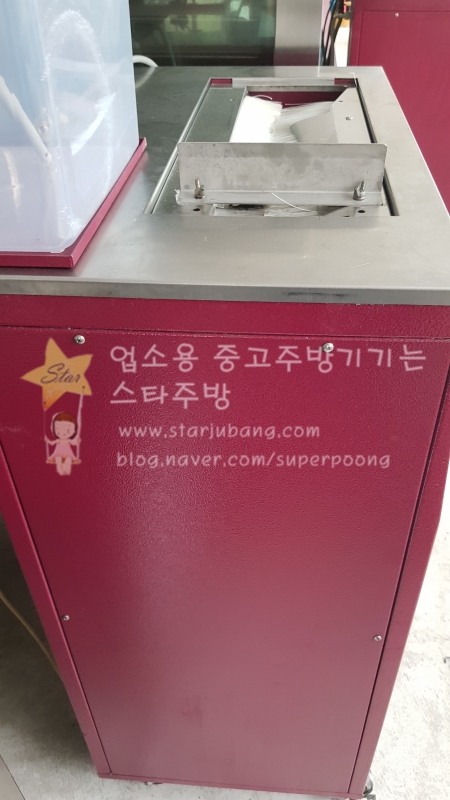 Star
업소용 중고주방기기는
스타주방
www.starjubang.com
blog.naver.com/superpoong